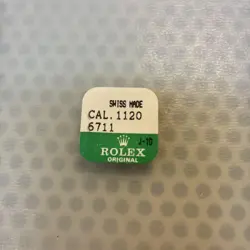 SWISS MADE
CAL. 1120
6711
J-10
ROLEX
ORIGINAL